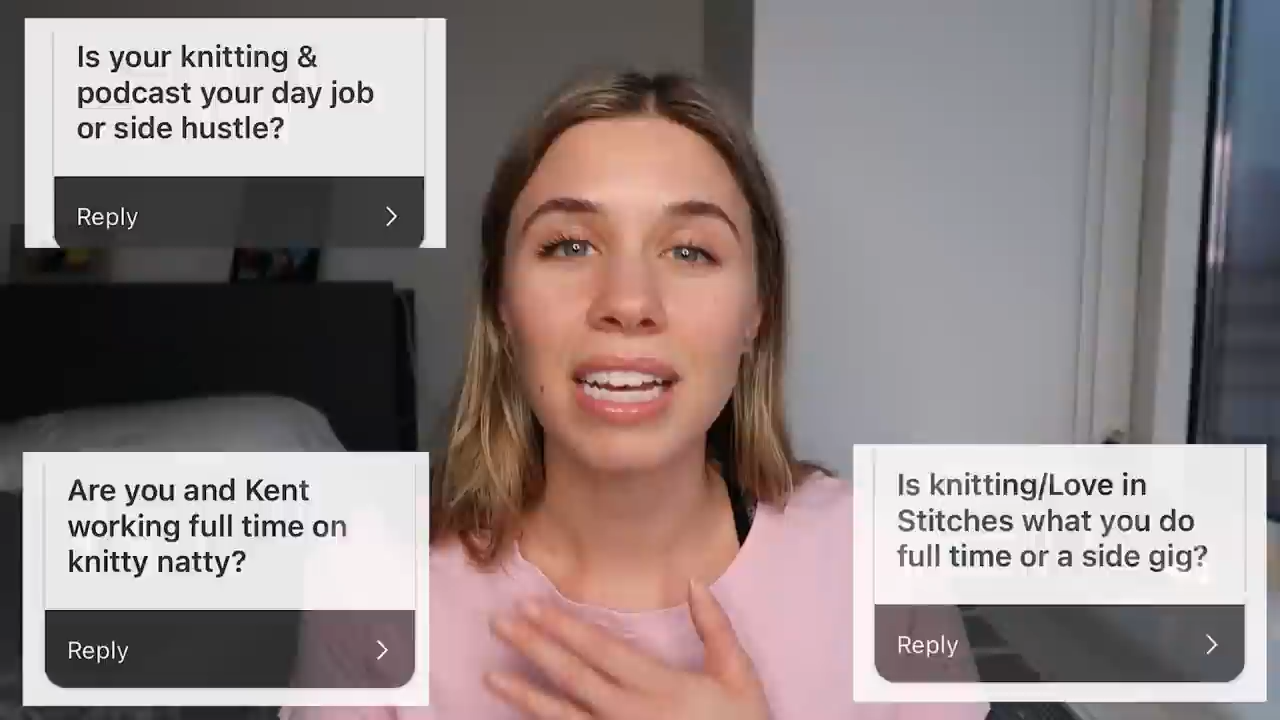 Is your knitting &
podcast your day job
or side hustle?
Reply
Are you and Kent
working full time on
knitty natty?
Reply
Is knitting/Love in
Stitches what you do
full time or a side gig?
Reply